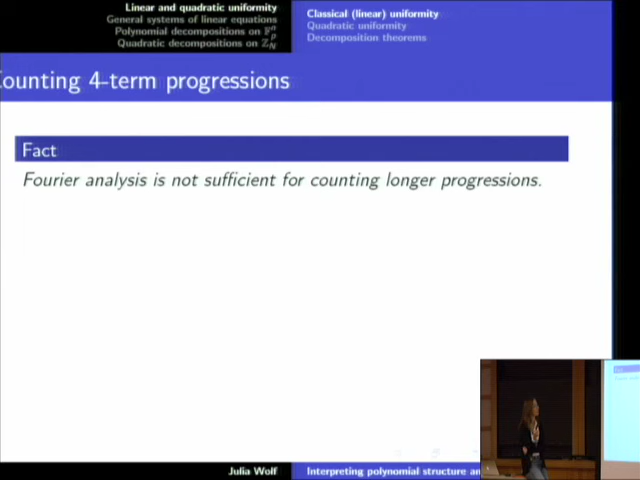 Linear and quadratic uniformity
General systems of linear equations
Polynomial decompositions on 𝔽ₚⁿ
Quadratic decompositions on ℤ_N
Classical (linear) uniformity
Quadratic uniformity
Decomposition theorems
ounting 4-term progressions
Fact
Fourier analysis is not sufficient for counting longer progressions.
Julia Wolf
Interpreting polynomial structure an